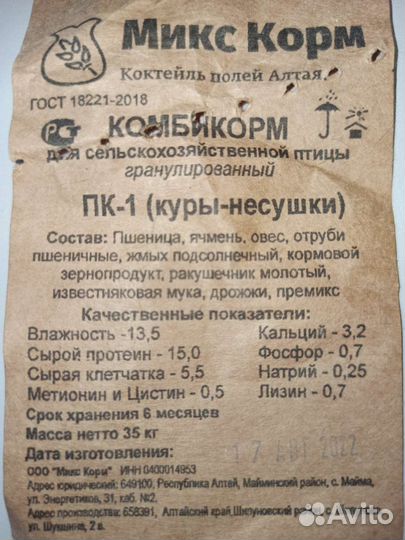 Микс Корм
Коктейль полей Алтая.
ГОСТ 18221-2018
РСТ КОМБИКОРМ
для сельскохозяйственной птицы
гранулированный
ПК-1 (куры-несушки)
Состав: Пшеница, ячмень, овес, отруби
пшеничные, жмых подсолнечный, кормовой
зернопродукт, ракушечник молотый,
известняковая мука, дрожжи, премикс
Качественные показатели:
Влажность -13,5 Кальций - 3,2
Сырой протеин - 15,0 Фосфор - 0,7
Сырая клетчатка - 5,5 Натрий - 0,25
Метионин и Цистин - 0,5 Лизин - 0,7
Срок хранения 6 месяцев
Масса нетто 35 кг
Дата изготовления: 17 2022
ООО "Микс Корм" ИНН 0400014953
Адрес юридический: 649100, Республика Алтай, Майминский район, с. Майма,
ул. Энергетиков, 31, каб. №2.
Адрес производства: 658391, Алтайский край, Шипуновский район, с.
ул. Шукшина, 2 в.
Avito